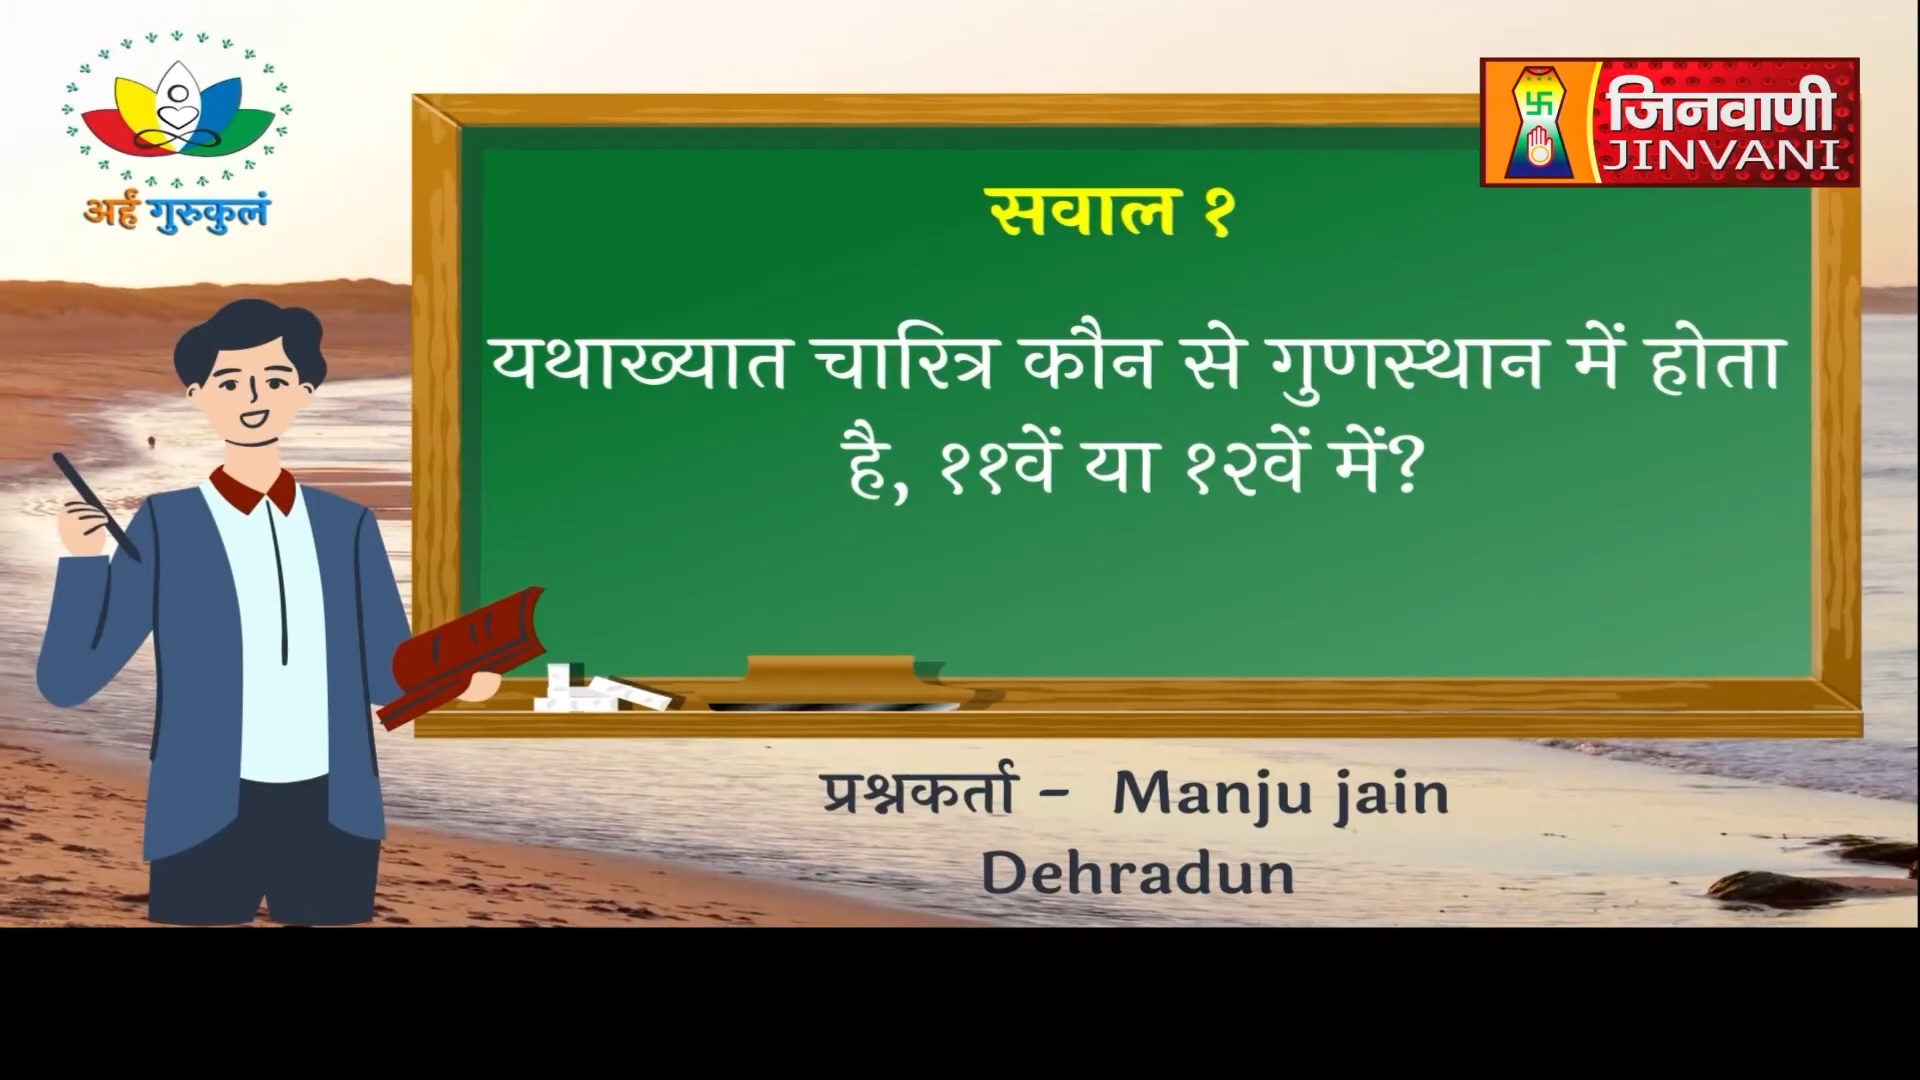 अर्हं गुरुकुलं
जिनवाणी
JINVANI
सवाल १
यथाख्यात चारित्र कौन से गुणस्थान में होता
है, ११वें या १२वें में?
प्रश्नकर्ता – Manju jain
Dehradun